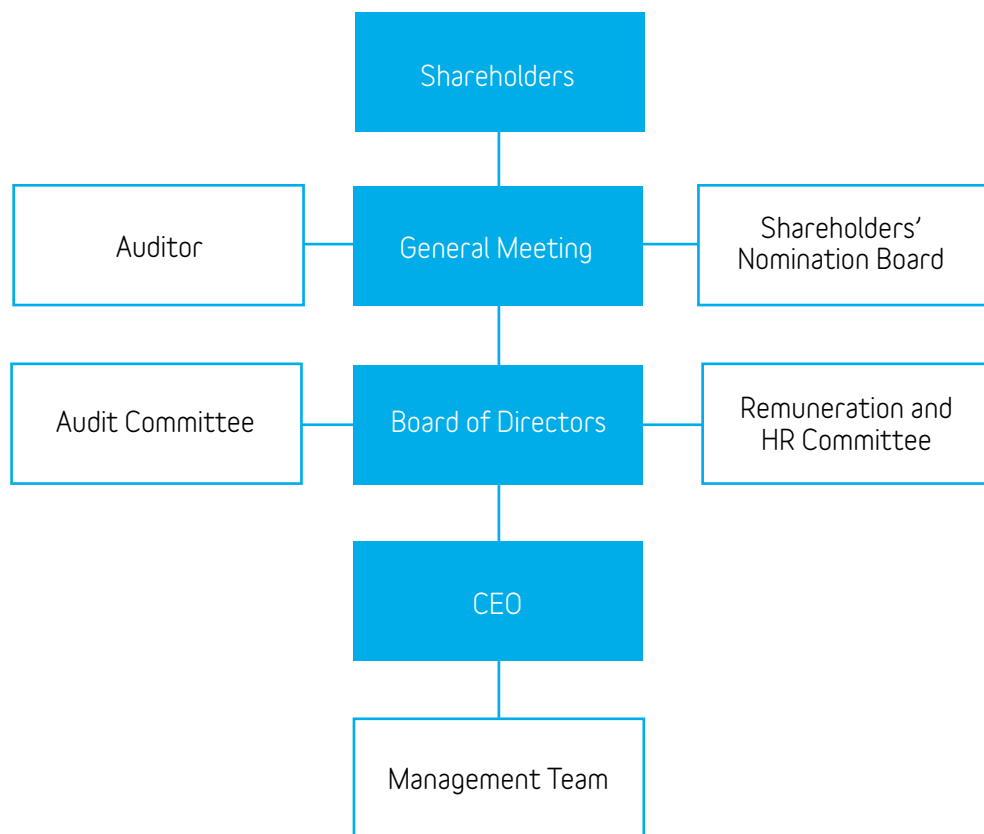 Shareholders
Auditor
General Meeting
Shareholders’
Nomination Board
Audit Committee
Board of Directors
Remuneration and
HR Committee
CEO
Management Team